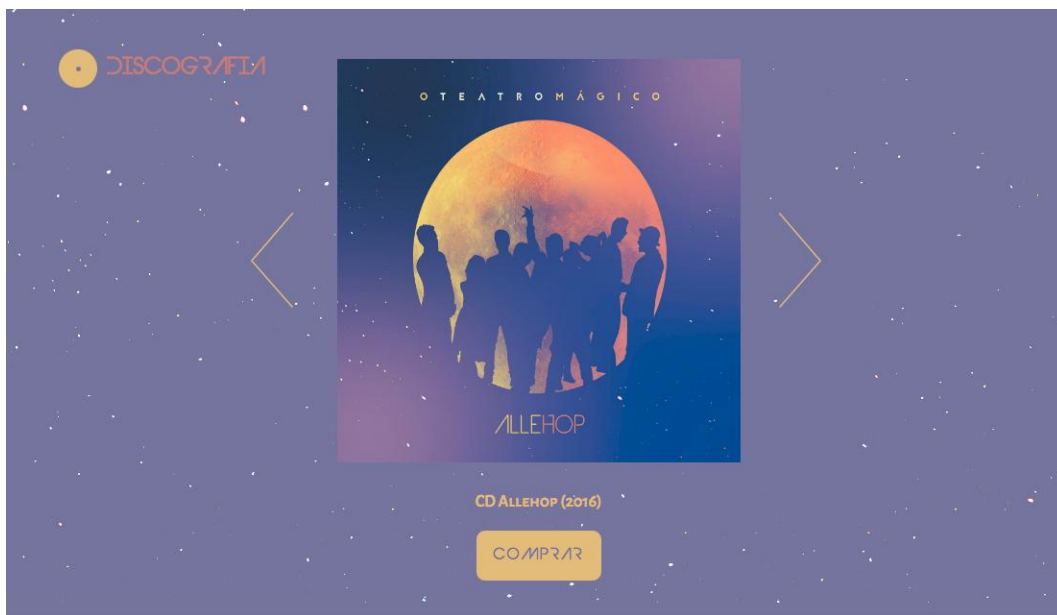 DISCOGRAFIA
O TEATRO MÁGICO
ALLEHOP
CD ALLEHOP (2016)
COMPRAR